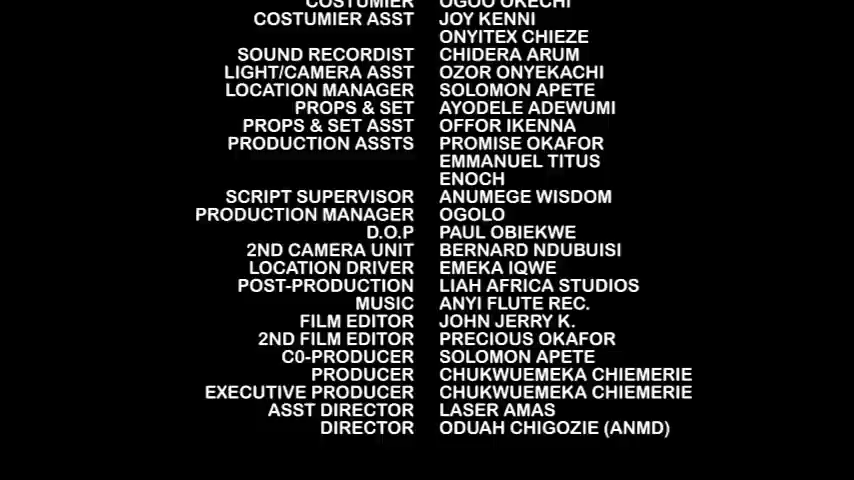 COSTUMIER OGOO OKECHI
COSTUMIER ASST JOY KENNI
ONYITEX CHIEZE
SOUND RECORDIST CHIDERA ARUM
LIGHT/CAMERA ASST OZOR ONYEKACHI
LOCATION MANAGER SOLOMON APETE
PROPS & SET AYODELE ADEWUMI
PROPS & SET ASST OFFOR IKENNA
PRODUCTION ASSTS PROMISE OKAFOR
EMMANUEL TITUS
ENOCH
SCRIPT SUPERVISOR ANUMEGE WISDOM
PRODUCTION MANAGER OGOLO
D.O.P PAUL OBIEKWE
2ND CAMERA UNIT BERNARD NDUBUISI
LOCATION DRIVER EMEKA IQWE
POST-PRODUCTION LIAH AFRICA STUDIOS
MUSIC ANYI FLUTE REC.
FILM EDITOR JOHN JERRY K.
2ND FILM EDITOR PRECIOUS OKAFOR
C0-PRODUCER SOLOMON APETE
PRODUCER CHUKWUEMEKA CHIEMERIE
EXECUTIVE PRODUCER CHUKWUEMEKA CHIEMERIE
ASST DIRECTOR LASER AMAS
DIRECTOR ODUAH CHIGOZIE (ANMD)